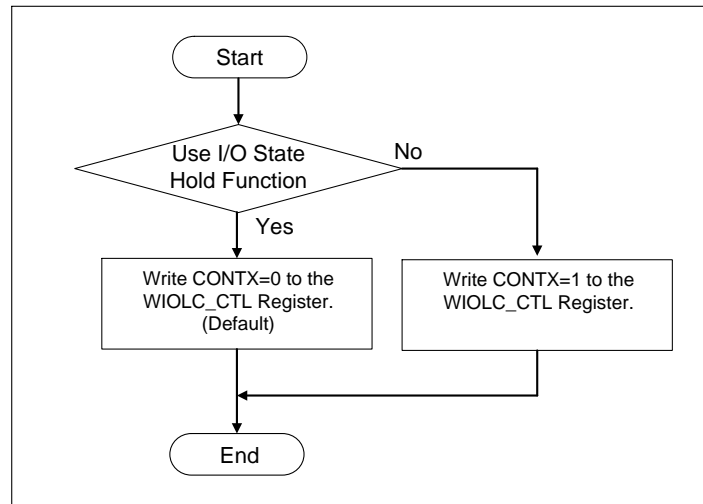 Start
Use I/O State
Hold Function
No
Yes
Write CONTX=0 to the
WIOLC_CTL Register.
(Default)
Write CONTX=1 to the
WIOLC_CTL Register.
End